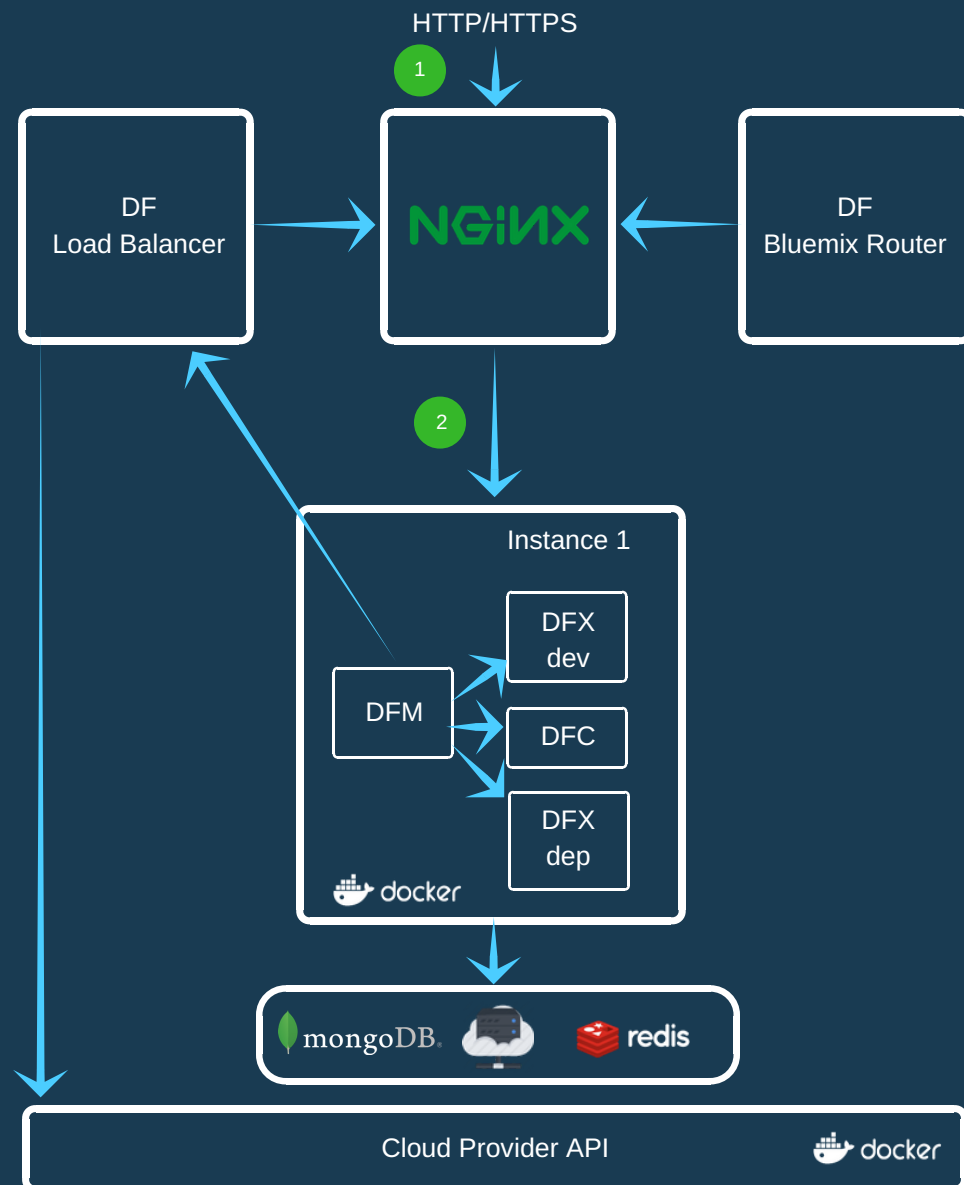 HTTP/HTTPS
1
DF
Load Balancer
NGiNX
DF
Bluemix Router
2
Instance 1
DFX
dev
DFM
DFC
DFX
dep
docker
mongoDB®
redis
Cloud Provider API
docker